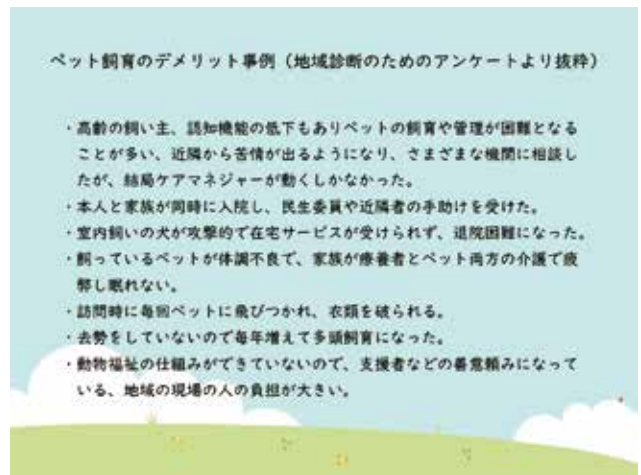 ペット飼育のデメリット事例（地域診断のためのアンケートより抜粋）
・高齢の飼い主、認知機能の低下もありペットの飼育や管理が困難となる
ことが多い、近隣から苦情が出るようになり、さまざまな機関に相談し
たが、結局ケアマネジャーが動くしかなかった。
・本人と家族が同時に入院し、民生委員や近隣者の手助けを受けた。
・室内飼いの犬が攻撃的で在宅サービスが受けられず、退院困難になった。
・飼っているペットが体調不良で、家族が療養者とペット両方の介護で疲
弊し眠れない。
・訪問時に毎回ペットに飛びつかれ、衣類を破られる。
・去勢をしていないので毎年増えて多頭飼育になった。
・動物福祉の仕組みができていないので、支援者などの善意頼みになって
いる、地域の現場の人の負担が大きい。